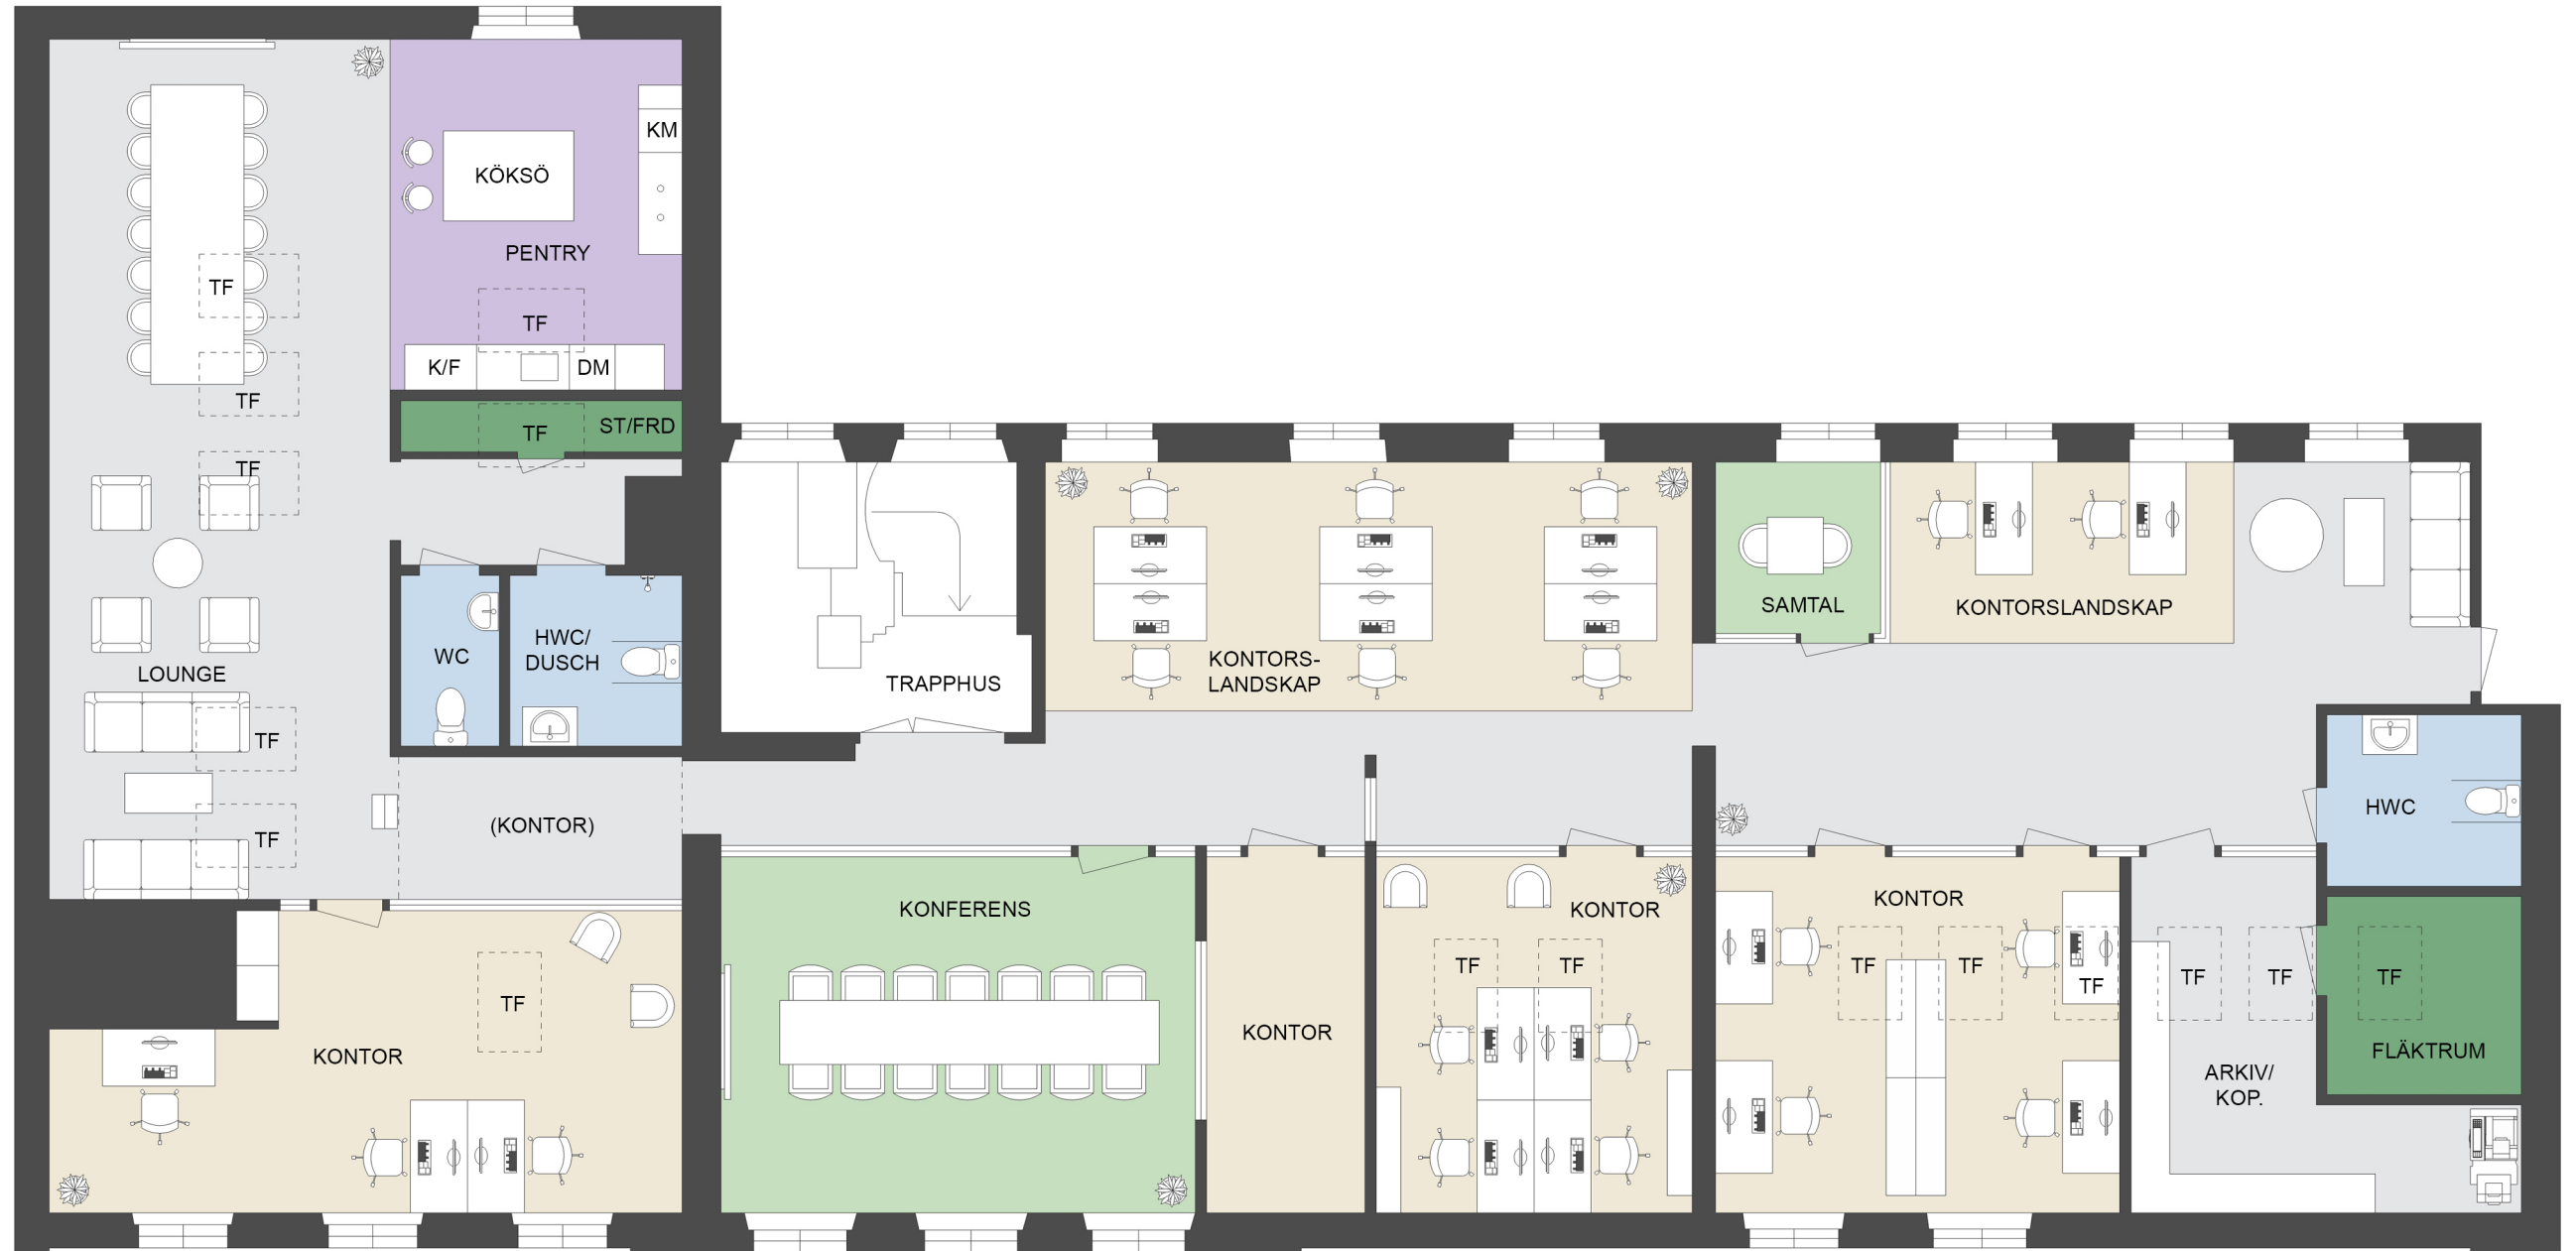 KM
KÖKSÖ
PENTRY
TF
TF
K/F
DM
TF
ST/FRD
TF
TF
LOUNGE
WC
HWC/
DUSCH
TF
TF
(KONTOR)
TRAPPHUS
KONTORS-
LANDSKAP
SAMTAL
KONTORSLANDSKAP
HWC
KONTOR
TF
KONFERENS
KONTOR
KONTOR
TF
TF
KONTOR
TF
TF
TF
TF
TF
ARKIV/
KOP.
TF
FLÄKTRUM